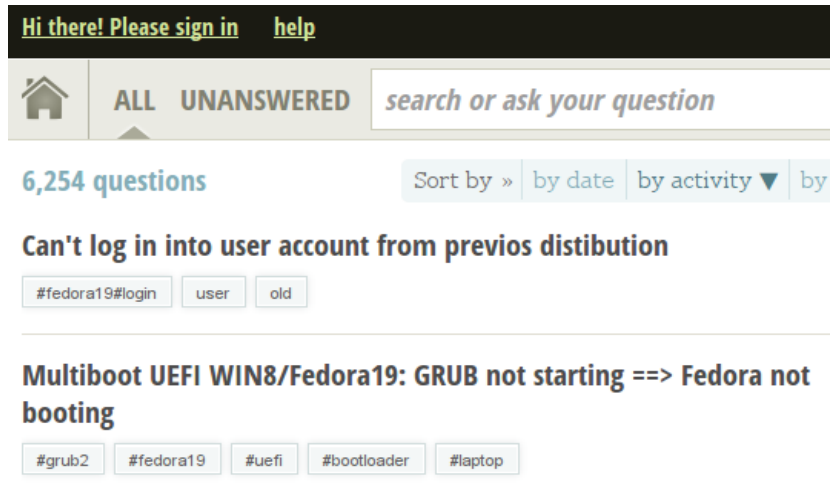 Hi there! Please sign in help
ALL UNANSWERED search or ask your question
6,254 questions Sort by » by date by activity ▼ by
Can't log in into user account from previos distibution
#fedora19#login user old
Multiboot UEFI WIN8/Fedora19: GRUB not starting ==> Fedora not
booting
#grub2 #fedora19 #uefi #bootloader #laptop